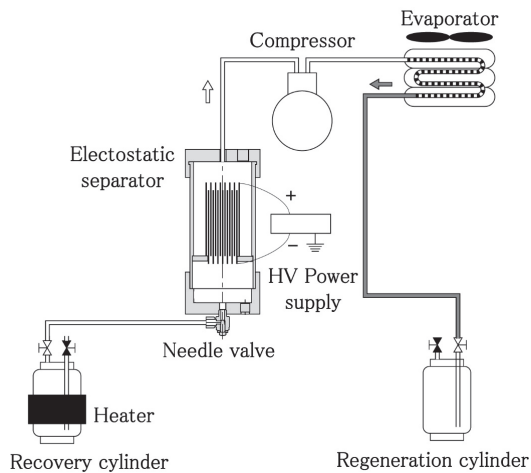 Evaporator
Compressor
Electostatic
separator
+
−
HV Power
supply
Needle valve
Heater
Recovery cylinder
Regeneration cylinder